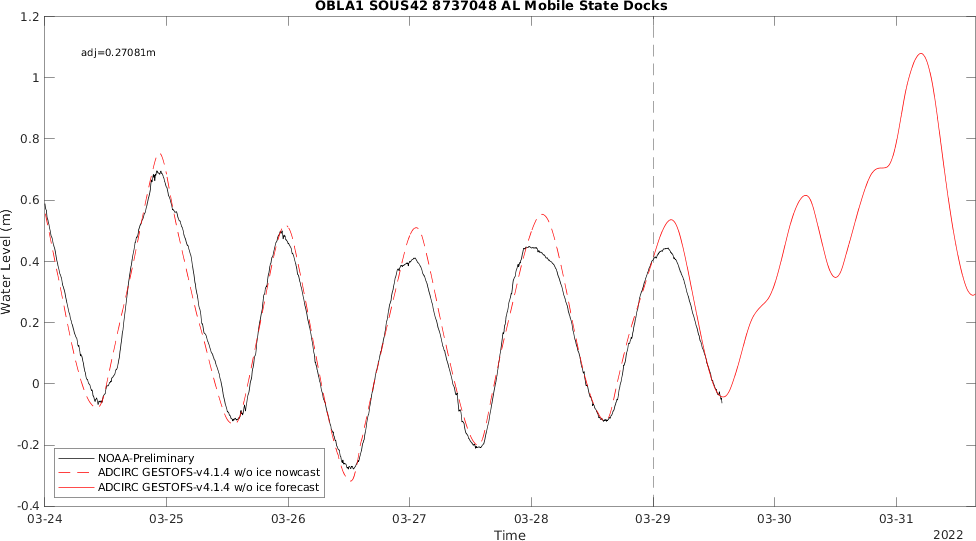 OBLA1 SOUS42 8737048 AL Mobile State Docks
adj=0.27081m
1.2
1
0.8
0.6
0.4
0.2
0
-0.2
-0.4
Water Level (m)
NOAA-Preliminary
ADCIRC GESTOFS-v4.1.4 w/o ice nowcast
ADCIRC GESTOFS-v4.1.4 w/o ice forecast
03-24 03-25 03-26 03-27 03-28 03-29 03-30 03-31
Time
2022